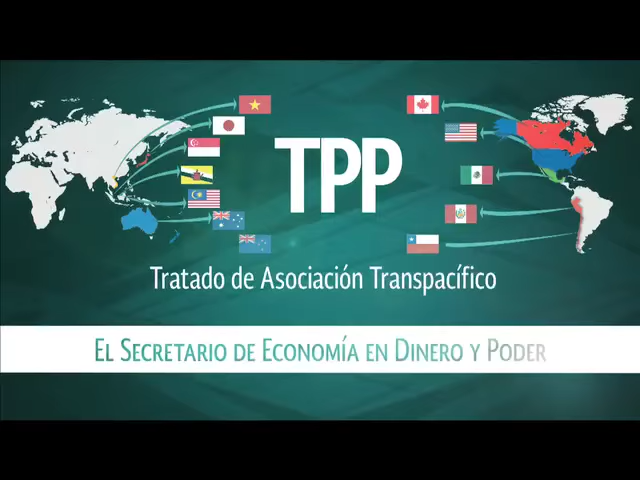 TPP
Tratado de Asociación Transpacífico
El Secretario de Economía en Dinero y Poder